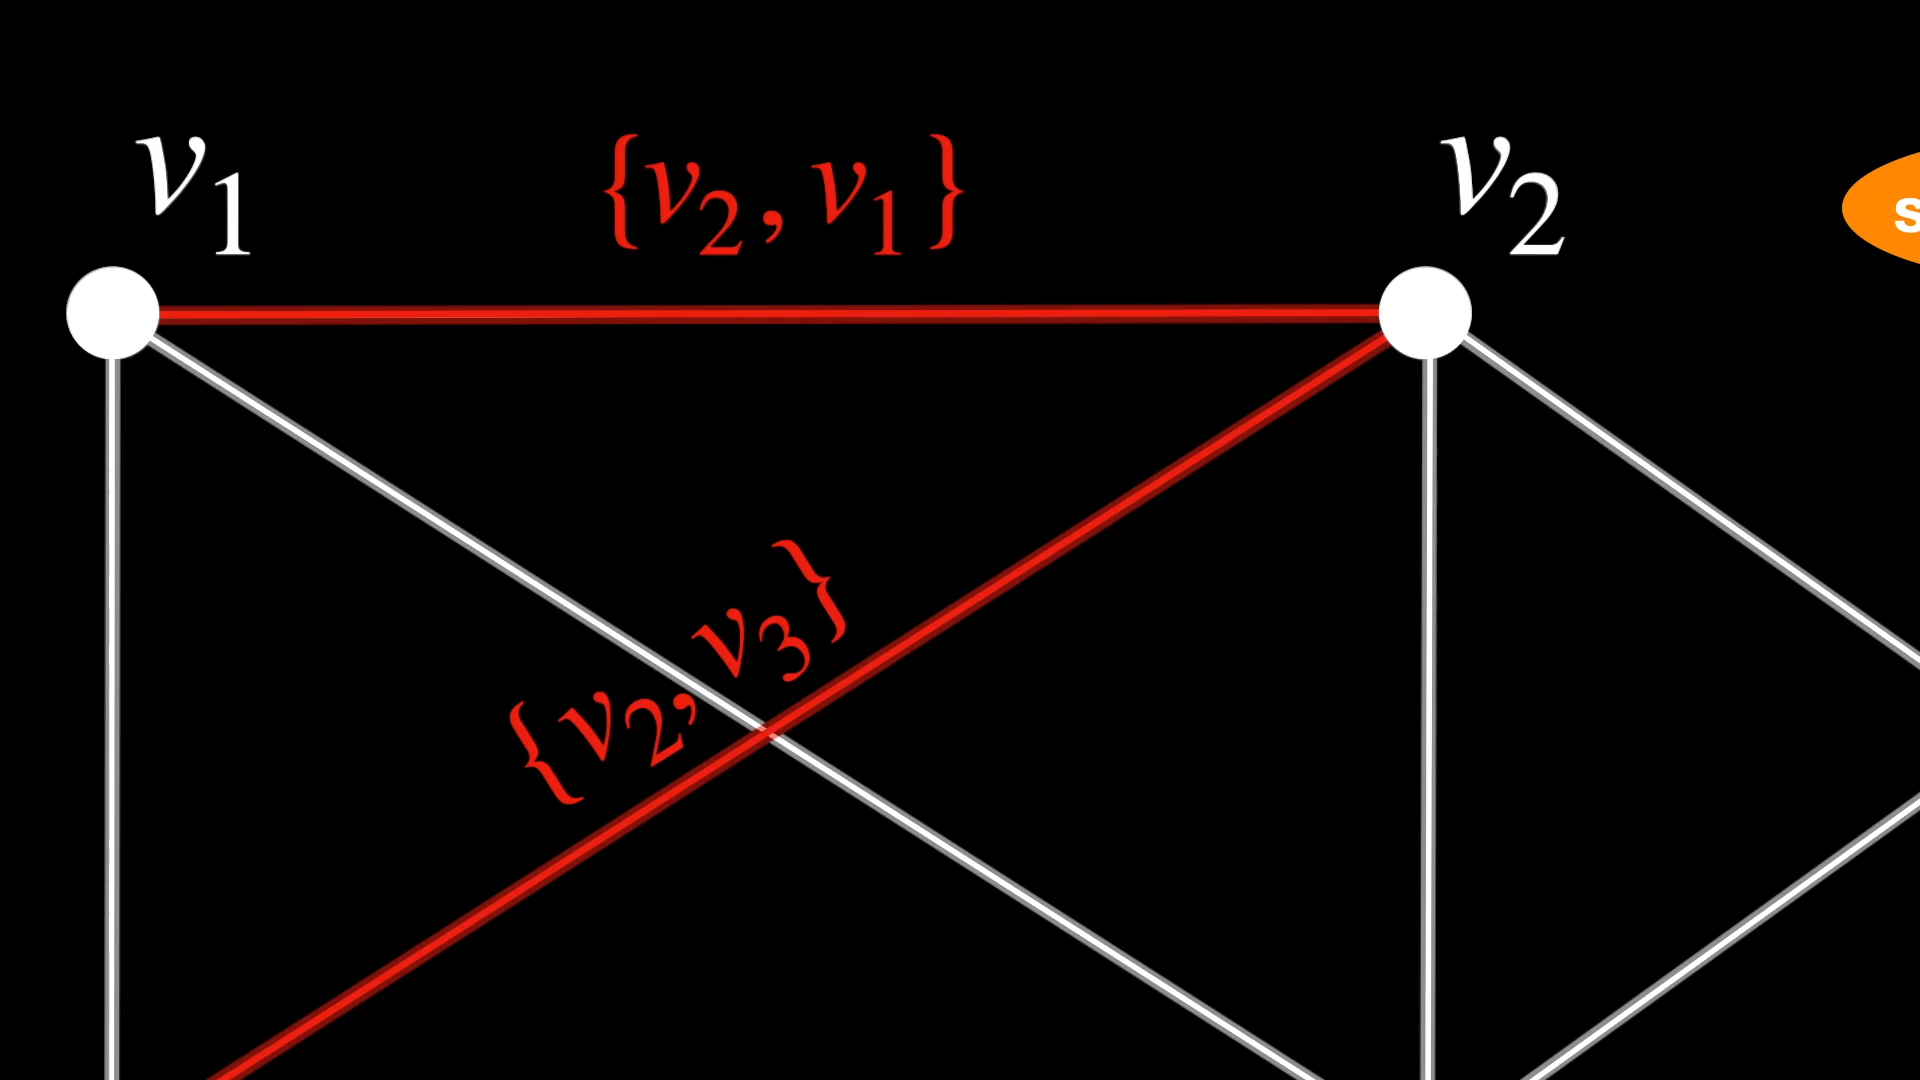 v₁
{v₂, v₁}
v₂
{v₂, v₃}